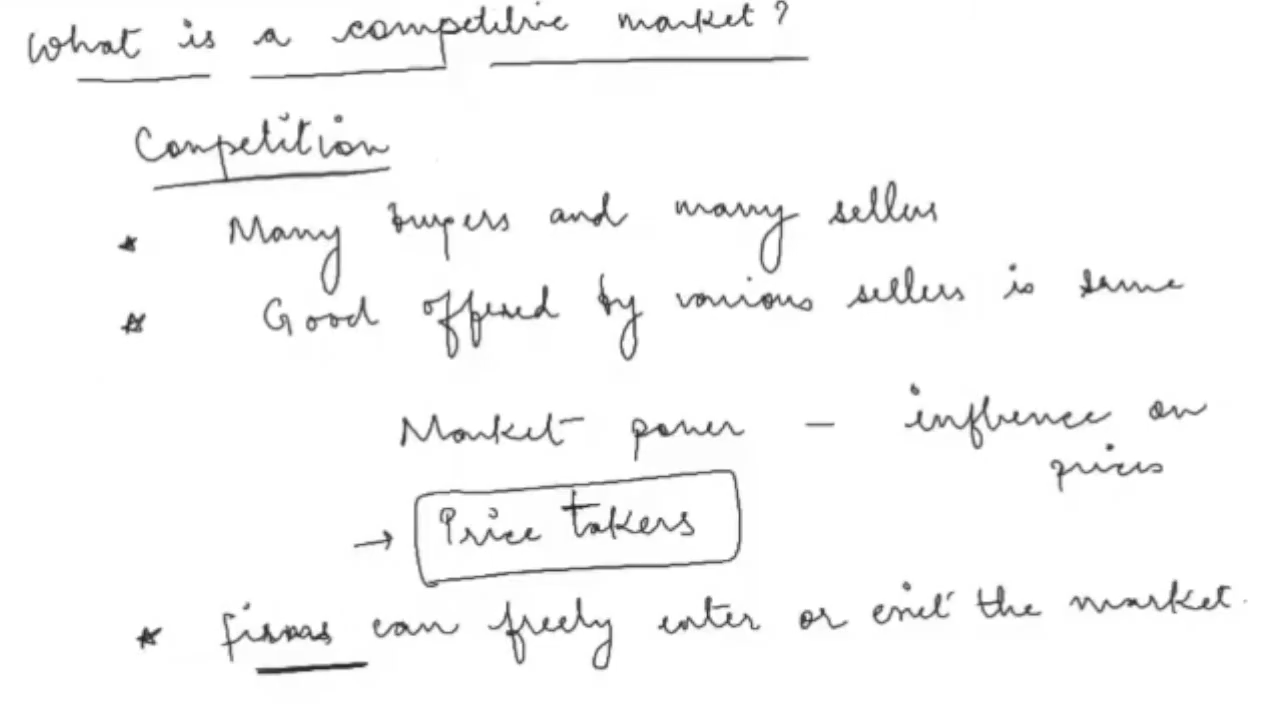 What is a competitive market?
Competition
* Many buyers and many sellers
* Good offered by various sellers is same
Market power – influence on
prices
→ Price takers
* firms can freely enter or exit the market.